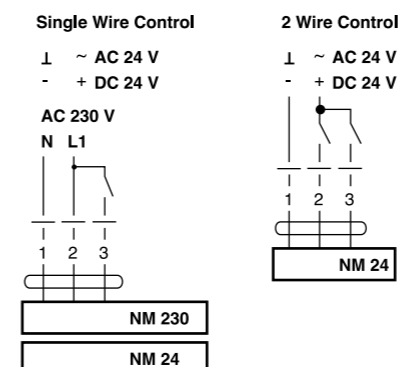 Single Wire Control
⊥ ~ AC 24 V
- + DC 24 V
AC 230 V
N L1
1 2 3
NM 230
NM 24
2 Wire Control
⊥ ~ AC 24 V
- + DC 24 V
1 2 3
NM 24